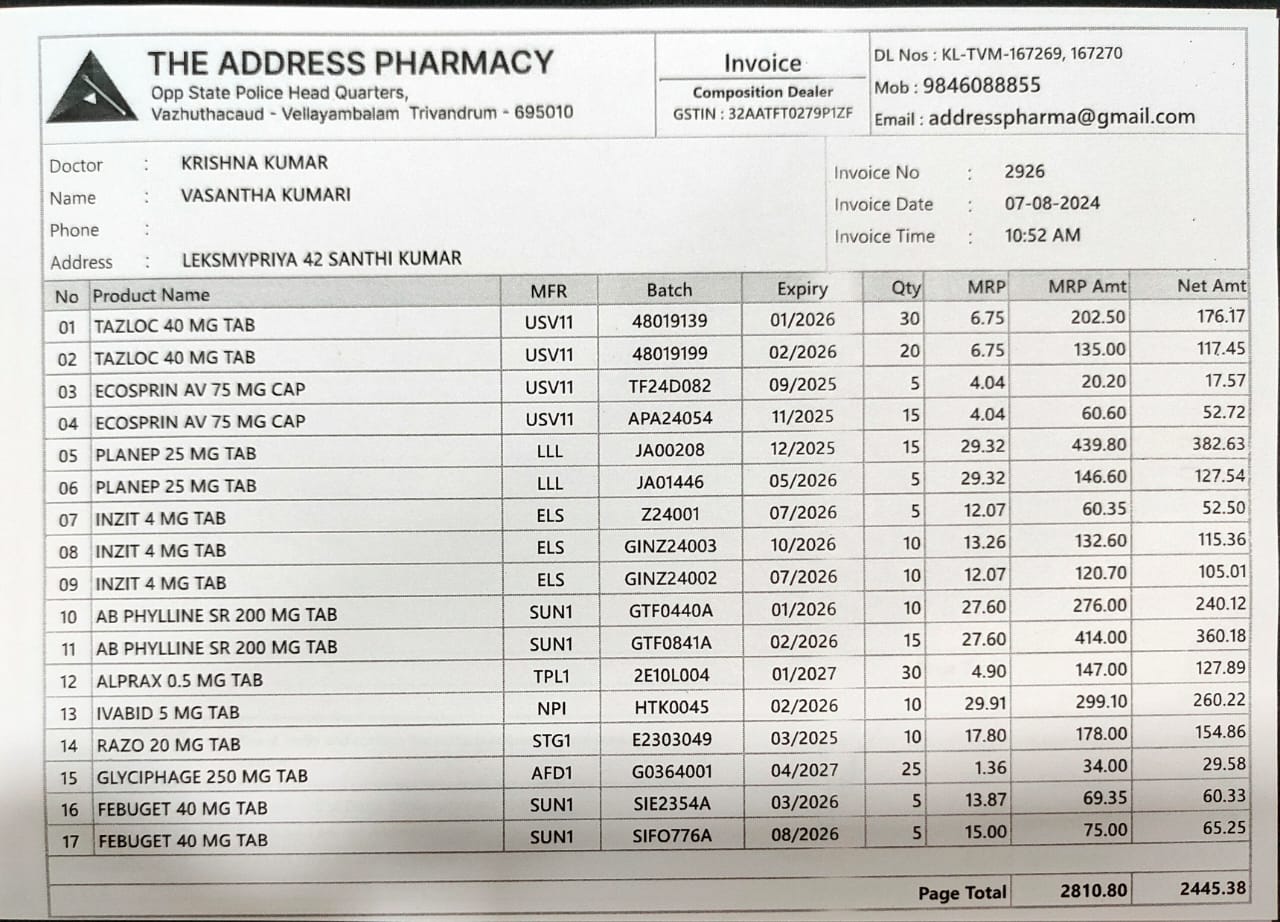 THE ADDRESS PHARMACY
Opp State Police Head Quarters,
Vazhuthacaud - Vellayambalam Trivandrum - 695010
Invoice
Composition Dealer
GSTIN : 32AATFT0279P1ZF
DL Nos : KL-TVM-167269, 167270
Mob : 9846088855
Email : addresspharma@gmail.com
Doctor : KRISHNA KUMAR
Name : VASANTHA KUMARI
Phone :
Address : LEKSMYPRIYA 42 SANTHI KUMAR
Invoice No : 2926
Invoice Date : 07-08-2024
Invoice Time : 10:52 AM
No Product Name MFR Batch Expiry Qty MRP MRP Amt Net Amt
01 TAZLOC 40 MG TAB USV11 48019139 01/2026 30 6.75 202.50 176.17
02 TAZLOC 40 MG TAB USV11 48019199 02/2026 20 6.75 135.00 117.45
03 ECOSPRIN AV 75 MG CAP USV11 TF24D082 09/2025 5 4.04 20.20 17.57
04 ECOSPRIN AV 75 MG CAP USV11 APA24054 11/2025 15 4.04 60.60 52.72
05 PLANEP 25 MG TAB LLL JA00208 12/2025 15 29.32 439.80 382.63
06 PLANEP 25 MG TAB LLL JA01446 05/2026 5 29.32 146.60 127.54
07 INZIT 4 MG TAB ELS Z24001 07/2026 5 12.07 60.35 52.50
08 INZIT 4 MG TAB ELS GINZ24003 10/2026 10 13.26 132.60 115.36
09 INZIT 4 MG TAB ELS GINZ24002 07/2026 10 12.07 120.70 105.01
10 AB PHYLLINE SR 200 MG TAB SUN1 GTF0440A 01/2026 10 27.60 276.00 240.12
11 AB PHYLLINE SR 200 MG TAB SUN1 GTF0841A 02/2026 15 27.60 414.00 360.18
12 ALPRAX 0.5 MG TAB TPL1 2E10L004 01/2027 30 4.90 147.00 127.89
13 IVABID 5 MG TAB NPI HTK0045 02/2026 10 29.91 299.10 260.22
14 RAZO 20 MG TAB STG1 E2303049 03/2025 10 17.80 178.00 154.86
15 GLYCIPHAGE 250 MG TAB AFD1 G0364001 04/2027 25 1.36 34.00 29.58
16 FEBUGET 40 MG TAB SUN1 SIE2354A 03/2026 5 13.87 69.35 60.33
17 FEBUGET 40 MG TAB SUN1 SIFO776A 08/2026 5 15.00 75.00 65.25
Page Total 2810.80 2445.38